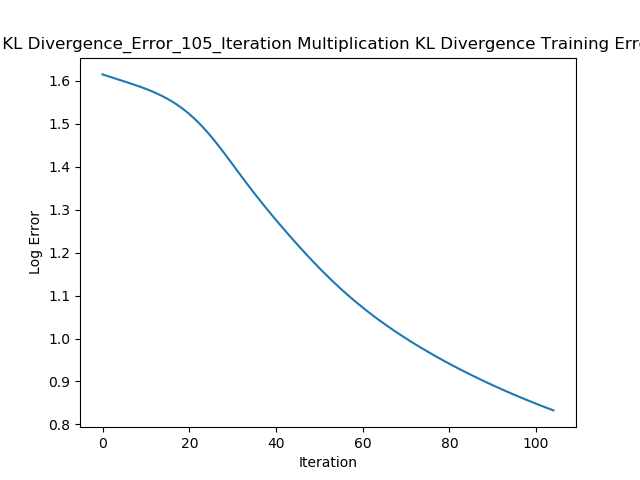 KL Divergence_Error_105_Iteration Multiplication KL Divergence Training
1.6
1.5
1.4
1.3
1.2
1.1
1.0
0.9
0.8
Log Error
0 20 40 60 80 100
Iteration